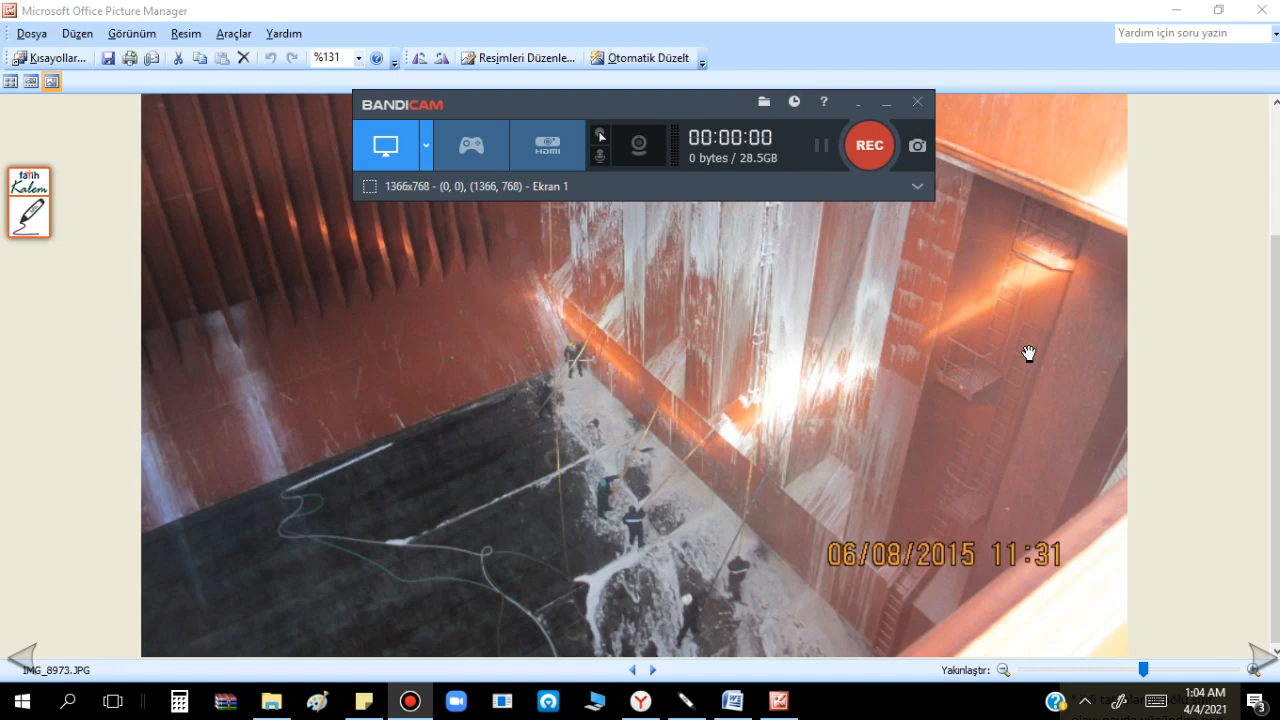 Microsoft Office Picture Manager
Dosya Düzen Görünüm Resim Araçlar Yardım
Yardım için soru yazın
Kısayollar... %131 Resimleri Düzenle... Otomatik Düzelt
BANDICAM
HDMI
00:00:00
0 bytes / 28.5GB
REC
1366x768 - (0, 0), (1366, 768) - Ekran 1
fatih
Kalem
06/08/2015 11:31
IMG_8973.JPG
Yakınlaştır:
1:04 AM
4/4/2021
3